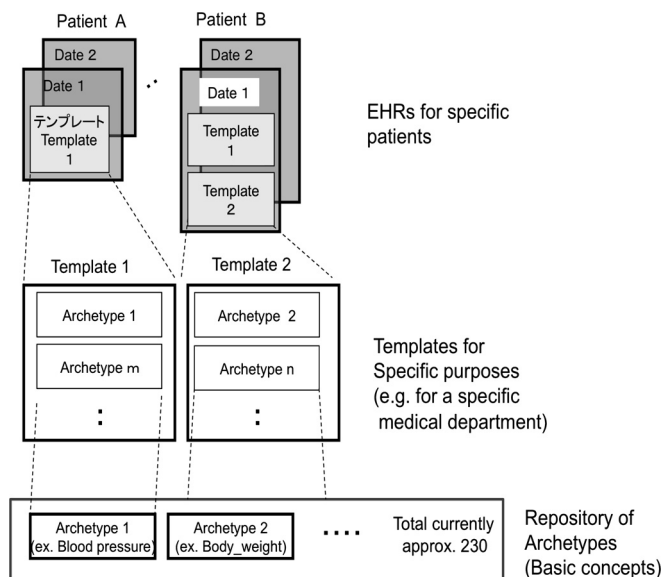 Patient A
Patient B
Date 2
Date 1
テンプレート
Template
1
Date 2
Date 1
Template
1
Template
2
EHRs for specific
patients
Template 1
Template 2
Archetype 1
Archetype m
Archetype 2
Archetype n
Templates for
Specific purposes
(e.g. for a specific
medical department)
Archetype 1
(ex. Blood pressure)
Archetype 2
(ex. Body_weight)
Total currently
approx. 230
Repository of
Archetypes
(Basic concepts)